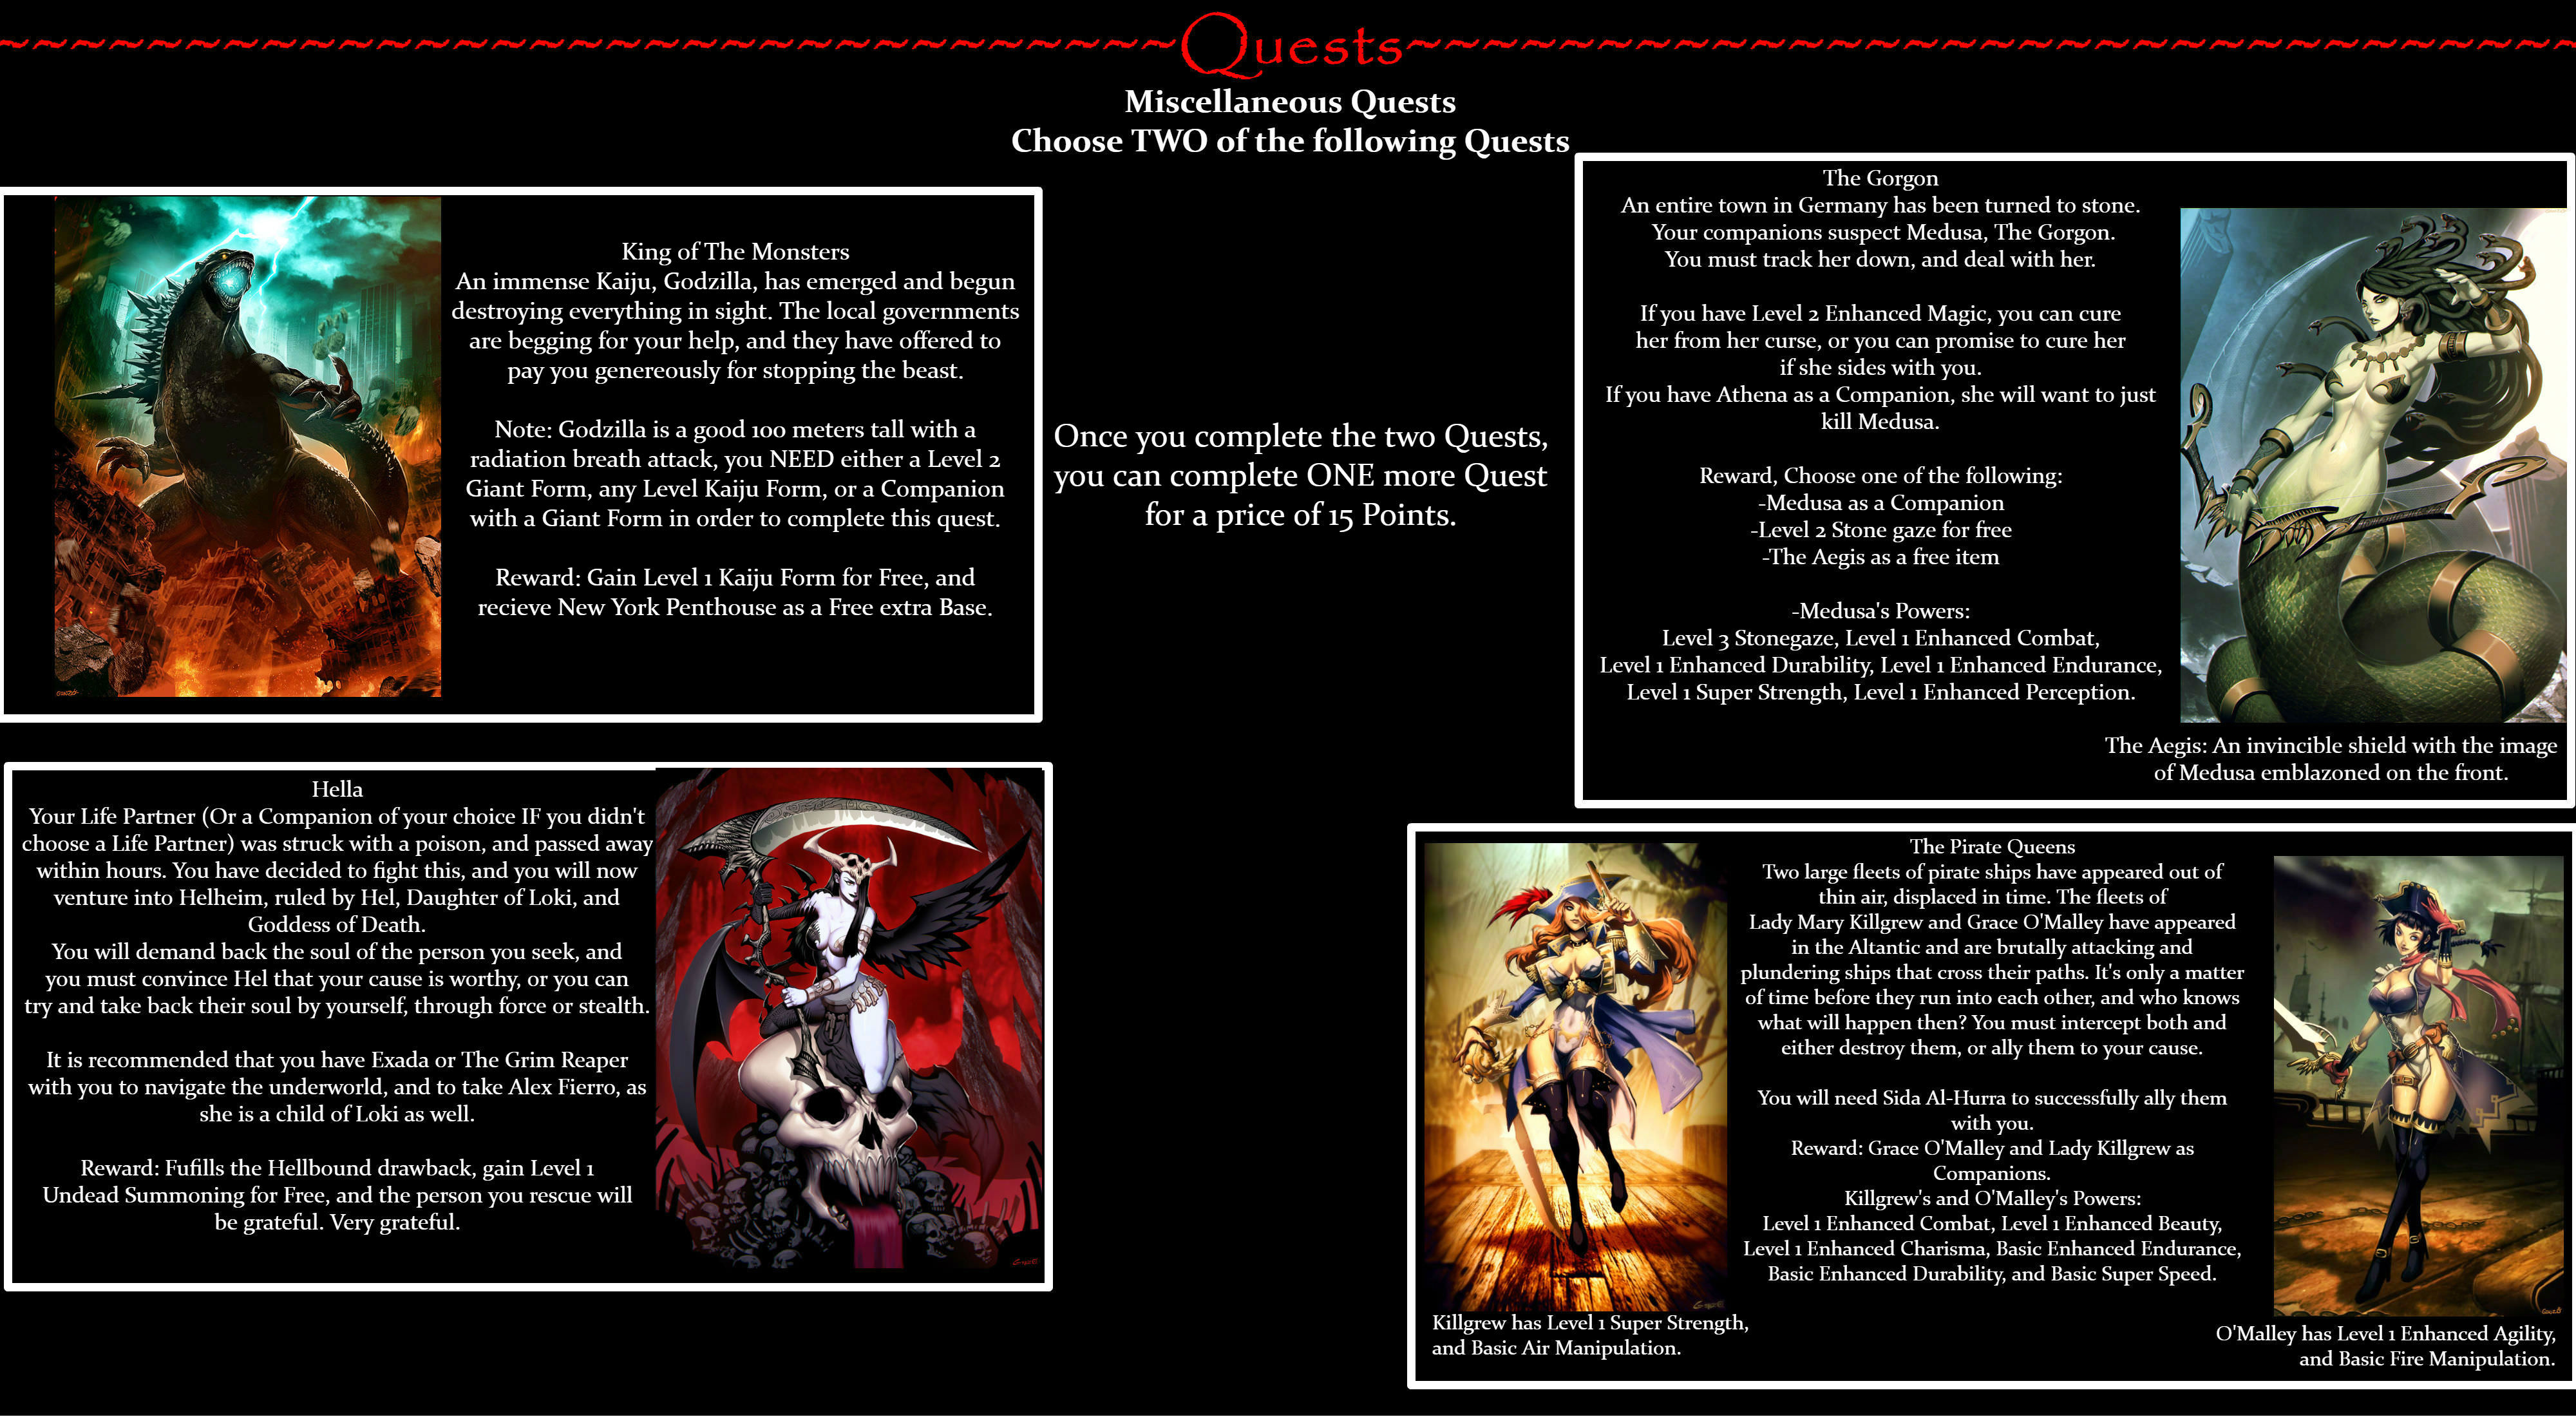 ~~~~~~~~~~~~~~~~~~~~~~~~~~~~~~~Quests~~~~~~~~~~~~~~~~~~~~~~~~~~~~~~~
Miscellaneous Quests
Choose TWO of the following Quests
King of The Monsters
An immense Kaiju, Godzilla, has emerged and begun
destroying everything in sight. The local governments
are begging for your help, and they have offered to
pay you genereously for stopping the beast.
Note: Godzilla is a good 100 meters tall with a
radiation breath attack, you NEED either a Level 2
Giant Form, any Level Kaiju Form, or a Companion
with a Giant Form in order to complete this quest.
Reward: Gain Level 1 Kaiju Form for Free, and
recieve New York Penthouse as a Free extra Base.
Once you complete the two Quests,
you can complete ONE more Quest
for a price of 15 Points.
The Gorgon
An entire town in Germany has been turned to stone.
Your companions suspect Medusa, The Gorgon.
You must track her down, and deal with her.
If you have Level 2 Enhanced Magic, you can cure
her from her curse, or you can promise to cure her
if she sides with you.
If you have Athena as a Companion, she will want to just
kill Medusa.
Reward, Choose one of the following:
-Medusa as a Companion
-Level 2 Stone gaze for free
-The Aegis as a free item
-Medusa's Powers:
Level 3 Stonegaze, Level 1 Enhanced Combat,
Level 1 Enhanced Durability, Level 1 Enhanced Endurance,
Level 1 Super Strength, Level 1 Enhanced Perception.
The Aegis: An invincible shield with the image
of Medusa emblazoned on the front.
Hella
Your Life Partner (Or a Companion of your choice IF you didn't
choose a Life Partner) was struck with a poison, and passed away
within hours. You have decided to fight this, and you will now
venture into Helheim, ruled by Hel, Daughter of Loki, and
Goddess of Death.
You will demand back the soul of the person you seek, and
you must convince Hel that your cause is worthy, or you can
try and take back their soul by yourself, through force or stealth.
It is recommended that you have Exada or The Grim Reaper
with you to navigate the underworld, and to take Alex Fierro, as
she is a child of Loki as well.
Reward: Fufills the Hellbound drawback, gain Level 1
Undead Summoning for Free, and the person you rescue will
be grateful. Very grateful.
The Pirate Queens
Two large fleets of pirate ships have appeared out of
thin air, displaced in time. The fleets of
Lady Mary Killgrew and Grace O'Malley have appeared
in the Altantic and are brutally attacking and
plundering ships that cross their paths. It's only a matter
of time before they run into each other, and who knows
what will happen then? You must intercept both and
either destroy them, or ally them to your cause.
You will need Sida Al-Hurra to successfully ally them
with you.
Reward: Grace O'Malley and Lady Killgrew as
Companions.
Killgrew's and O'Malley's Powers:
Level 1 Enhanced Combat, Level 1 Enhanced Beauty,
Level 1 Enhanced Charisma, Basic Enhanced Endurance,
Basic Enhanced Durability, and Basic Super Speed.
Killgrew has Level 1 Super Strength,
and Basic Air Manipulation.
O'Malley has Level 1 Enhanced Agility,
and Basic Fire Manipulation.